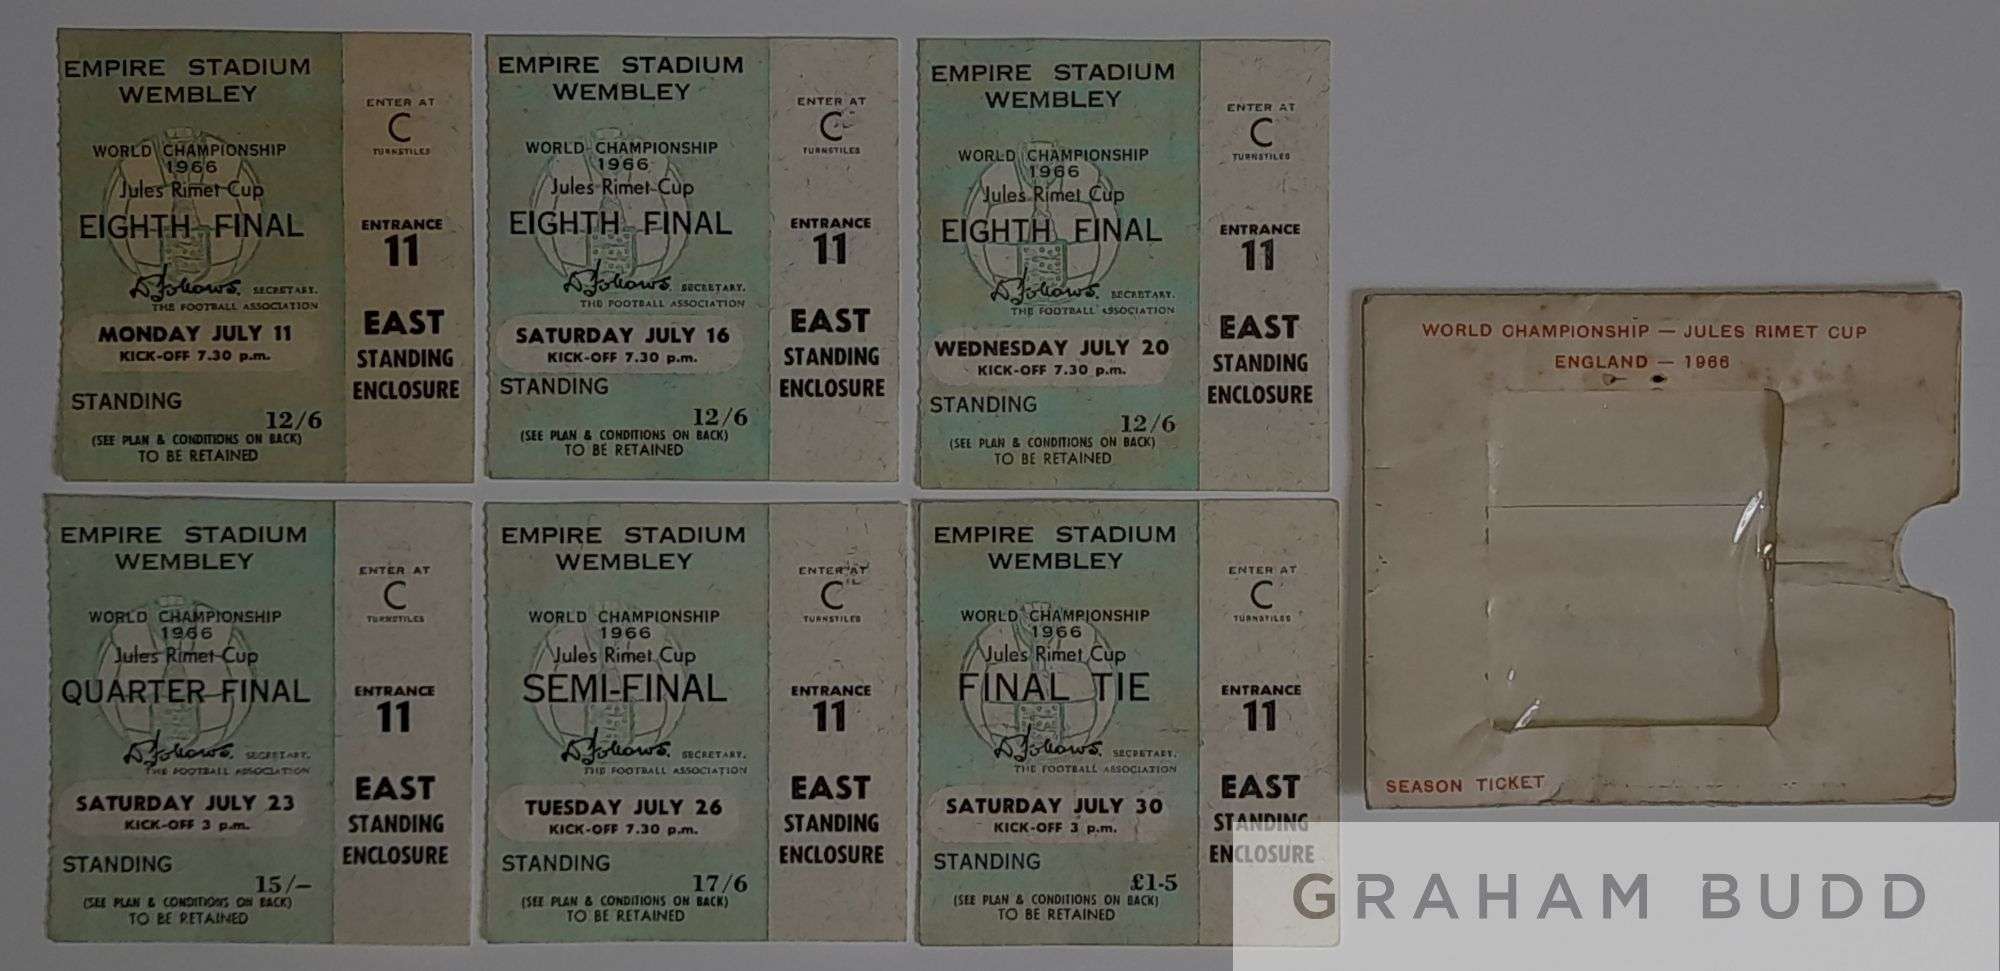 EMPIRE STADIUM
WEMBLEY
WORLD CHAMPIONSHIP
1966
Jules Rimet Cup
EIGHTH FINAL
SECRETARY.
THE FOOTBALL ASSOCIATION
MONDAY JULY 11
KICK-OFF 7.30 p.m.
STANDING
12/6
(SEE PLAN & CONDITIONS ON BACK)
TO BE RETAINED
ENTER AT
C
TURNSTILES
ENTRANCE
11
EAST
STANDING
ENCLOSURE
EMPIRE STADIUM
WEMBLEY
WORLD CHAMPIONSHIP
1966
Jules Rimet Cup
EIGHTH FINAL
SECRETARY.
THE FOOTBALL ASSOCIATION
SATURDAY JULY 16
KICK-OFF 7.30 p.m.
STANDING
12/6
(SEE PLAN & CONDITIONS ON BACK)
TO BE RETAINED
ENTER AT
C
TURNSTILES
ENTRANCE
11
EAST
STANDING
ENCLOSURE
EMPIRE STADIUM
WEMBLEY
WORLD CHAMPIONSHIP
1966
Jules Rimet Cup
EIGHTH FINAL
SECRETARY.
THE FOOTBALL ASSOCIATION
WEDNESDAY JULY 20
KICK-OFF 7.30 p.m.
STANDING
12/6
(SEE PLAN & CONDITIONS ON BACK)
TO BE RETAINED
ENTER AT
C
TURNSTILES
ENTRANCE
11
EAST
STANDING
ENCLOSURE
EMPIRE STADIUM
WEMBLEY
WORLD CHAMPIONSHIP
1966
Jules Rimet Cup
QUARTER FINAL
SECRETARY.
THE FOOTBALL ASSOCIATION
SATURDAY JULY 23
KICK-OFF 3 p.m.
STANDING
15/-
(SEE PLAN & CONDITIONS ON BACK)
TO BE RETAINED
ENTER AT
C
TURNSTILES
ENTRANCE
11
EAST
STANDING
ENCLOSURE
EMPIRE STADIUM
WEMBLEY
WORLD CHAMPIONSHIP
1966
Jules Rimet Cup
SEMI-FINAL
SECRETARY.
THE FOOTBALL ASSOCIATION
TUESDAY JULY 26
KICK-OFF 7.30 p.m.
STANDING
17/6
(SEE PLAN & CONDITIONS ON BACK)
TO BE RETAINED
ENTER AT
C
TURNSTILES
ENTRANCE
11
EAST
STANDING
ENCLOSURE
EMPIRE STADIUM
WEMBLEY
WORLD CHAMPIONSHIP
1966
Jules Rimet Cup
FINAL TIE
SECRETARY.
THE FOOTBALL ASSOCIATION
SATURDAY JULY 30
KICK-OFF 3 p.m.
STANDING
£1·5
(SEE PLAN & CONDITIONS ON BACK)
TO BE RETAINED
ENTER AT
C
TURNSTILES
ENTRANCE
11
EAST
STANDING
ENCLOSURE
WORLD CHAMPIONSHIP — JULES RIMET CUP
ENGLAND — 1966
SEASON TICKET
GRAHAM BUDD